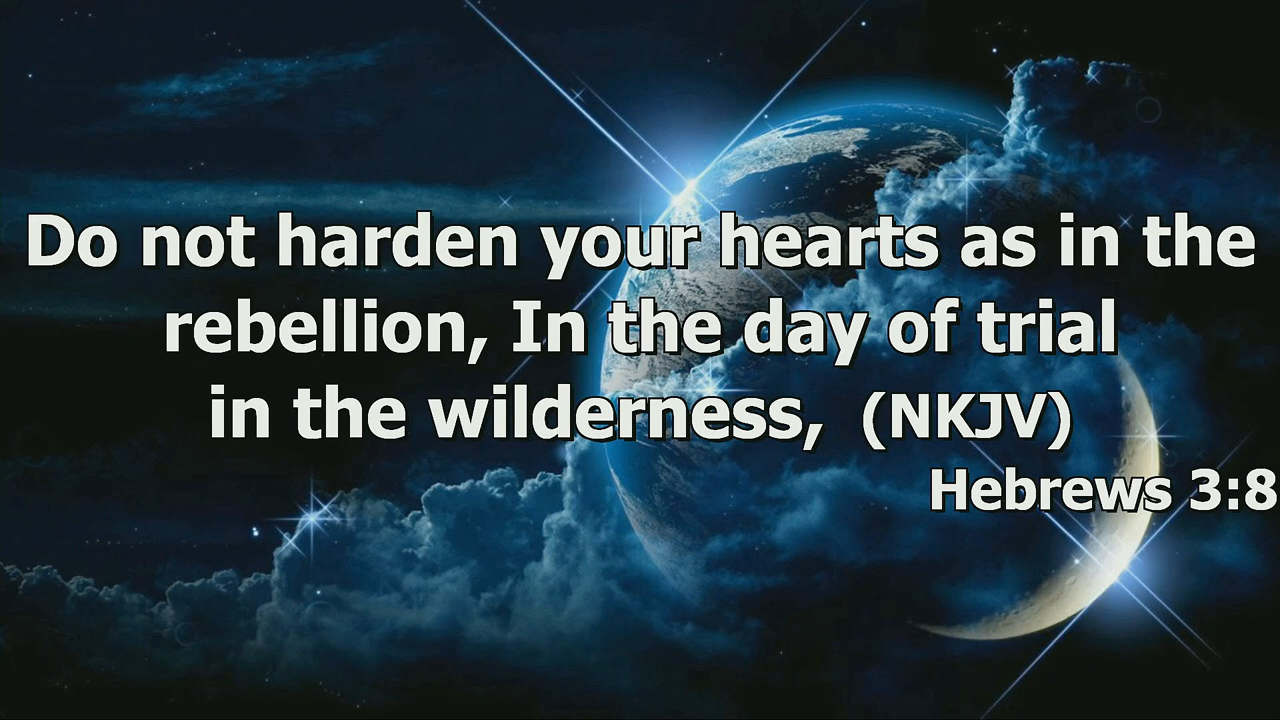 Do not harden your hearts as in the
rebellion, In the day of trial
in the wilderness, (NKJV)
Hebrews 3:8